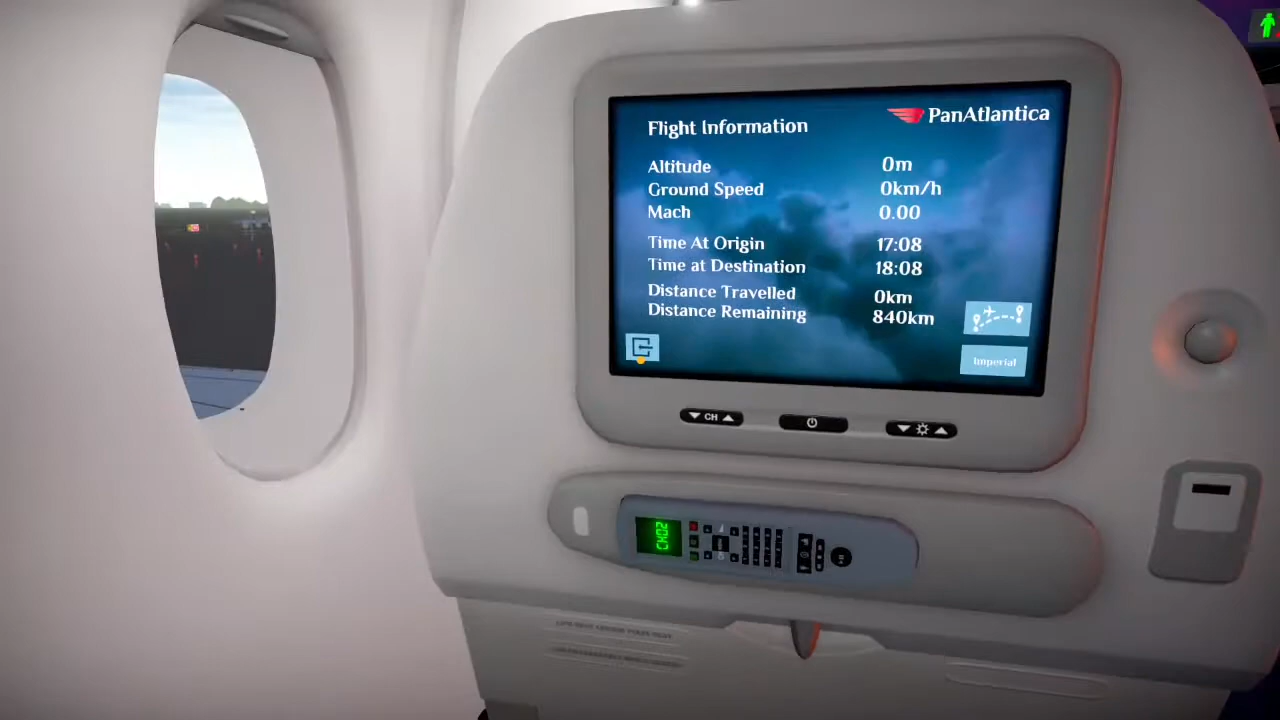 PanAtlantica
Flight Information
Altitude 0m
Ground Speed 0km/h
Mach 0.00
Time At Origin 17:08
Time at Destination 18:08
Distance Travelled 0km
Distance Remaining 840km
Imperial
CH
CH02